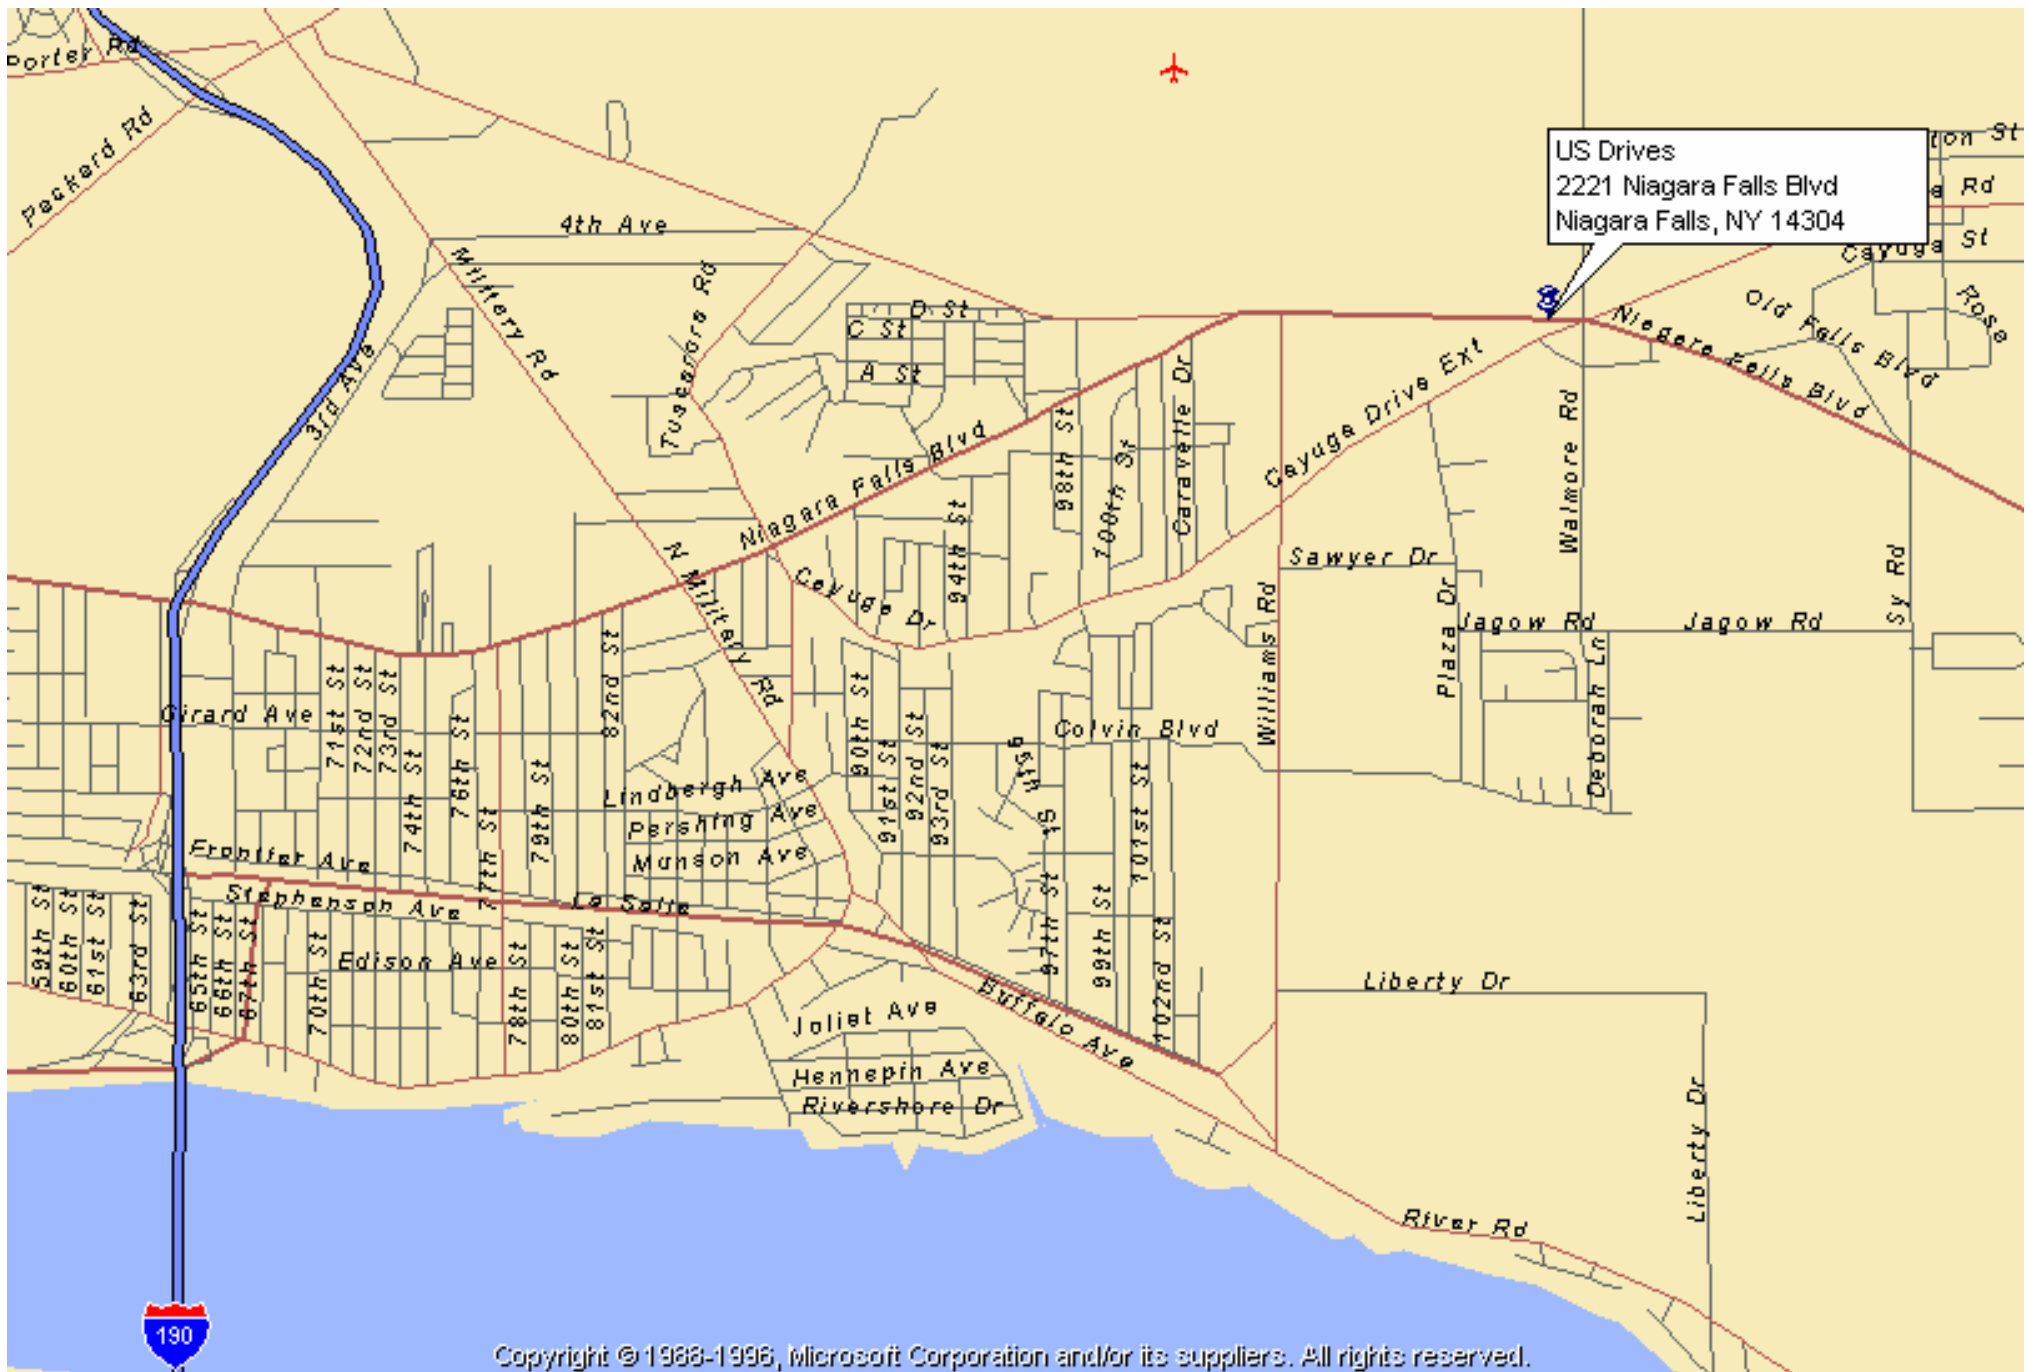 Porter Rd
Packard Rd
US Drives
2221 Niagara Falls Blvd
Niagara Falls, NY 14304
ton St
e Rd
Cayuga St
4th Ave
Military Rd
Tuscarora Rd
D St
C St
A St
Old Falls Blvd
Rose
Niagara Falls Blvd
3rd Ave
Niagara Falls Blvd
98th St
100th St
Caravelle Dr
Cayuga Drive Ext
Walmore Rd
94th St
N Military Rd
Cayuga Dr
Sawyer Dr
Plaza Dr
Sy Rd
Williams Rd
Jagow Rd
Jagow Rd
Deborah Ln
Girard Ave
71st St
72nd St
73rd St
74th St
76th St
77th St
79th St
82nd St
90th St
91st St
92nd St
93rd St
95th St
Colvin Blvd
101st St
Lindbergh Ave
Pershing Ave
Munson Ave
Frontier Ave
Stephenson Ave
La Salle
59th St
60th St
61st St
63rd St
65th St
66th St
67th St
70th St
Edison Ave
78th St
80th St
81st St
97th St
99th St
102nd St
Buffalo Ave
Liberty Dr
Joliet Ave
Hennepin Ave
Rivershore Dr
Liberty Dr
River Rd
190
Copyright © 1988-1996, Microsoft Corporation and/or its suppliers. All rights reserved.